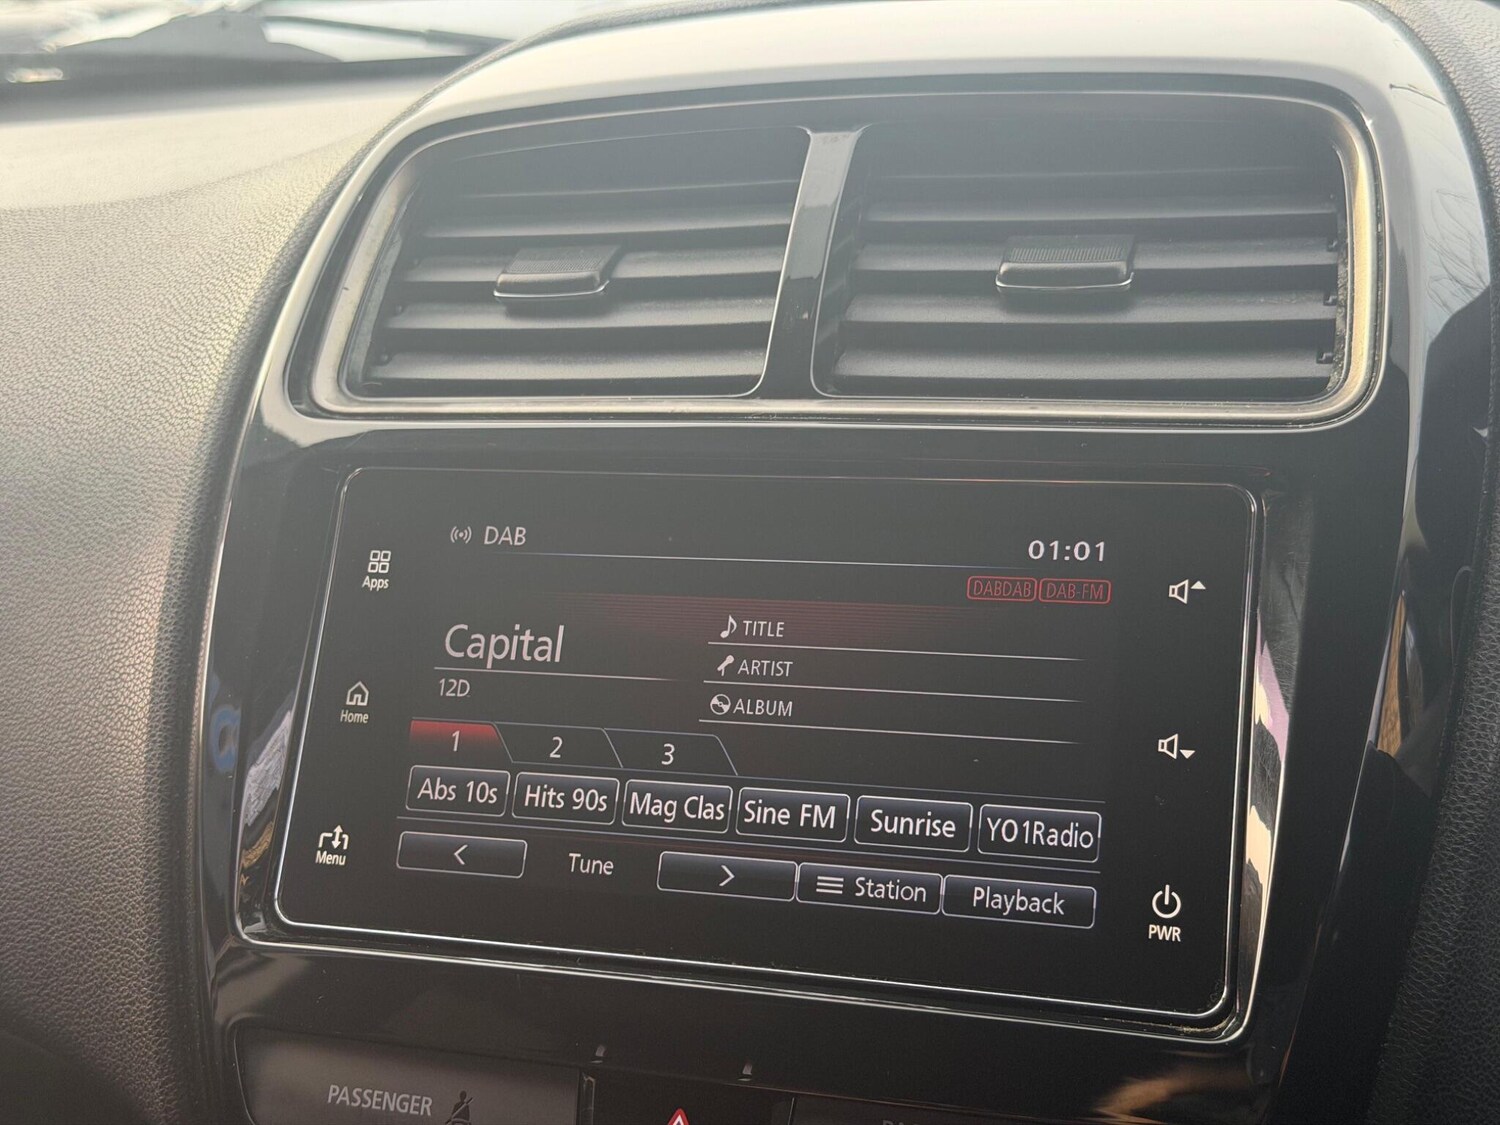 DAB
01:01
DABDAB DAB-FM
Apps
Capital
TITLE
12D
ARTIST
ALBUM
Home
1 2 3
Abs 10s Hits 90s Mag Clas Sine FM Sunrise YO1Radio
Menu
< Tune > Station Playback
PWR
PASSENGER